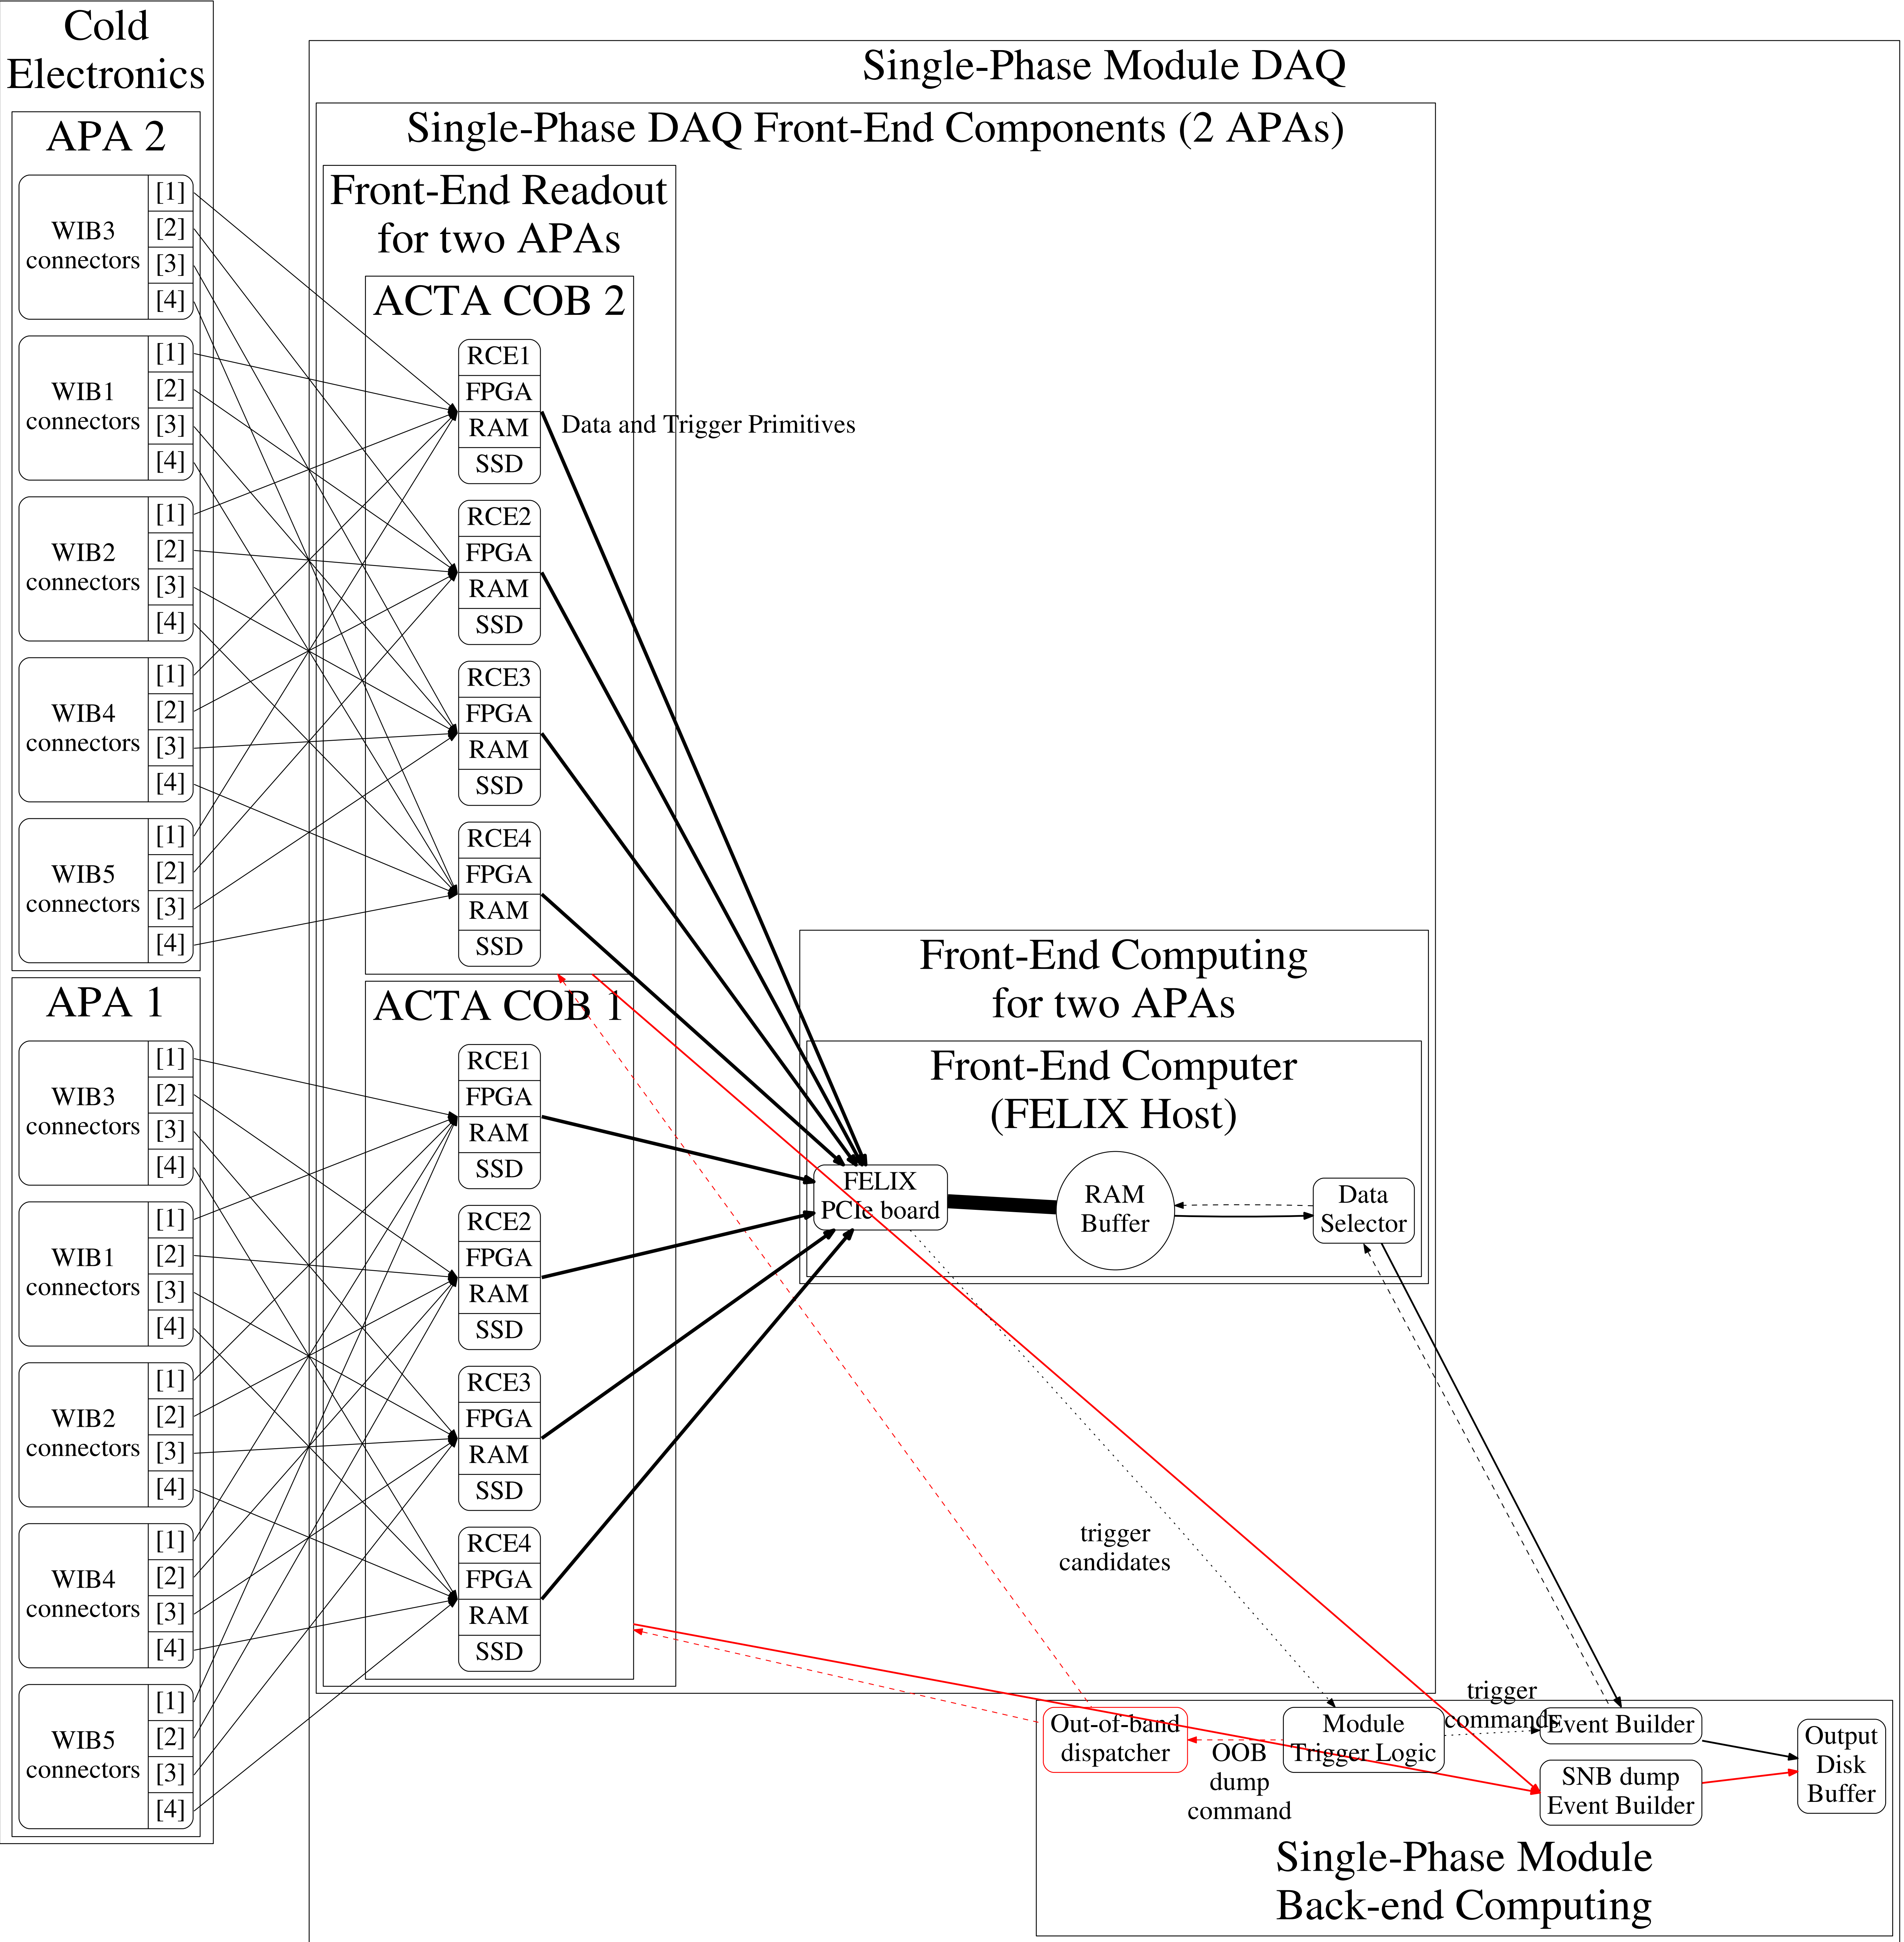 Cold
Electronics
APA 2
WIB3
connectors
[1]
[2]
[3]
[4]
WIB1
connectors
[1]
[2]
[3]
[4]
WIB2
connectors
[1]
[2]
[3]
[4]
WIB4
connectors
[1]
[2]
[3]
[4]
WIB5
connectors
[1]
[2]
[3]
[4]
APA 1
WIB3
connectors
[1]
[2]
[3]
[4]
WIB1
connectors
[1]
[2]
[3]
[4]
WIB2
connectors
[1]
[2]
[3]
[4]
WIB4
connectors
[1]
[2]
[3]
[4]
WIB5
connectors
[1]
[2]
[3]
[4]
Single-Phase Module DAQ
Single-Phase DAQ Front-End Components (2 APAs)
Front-End Readout
for two APAs
ACTA COB 2
RCE1
FPGA
RAM
SSD
Data and Trigger Primitives
RCE2
FPGA
RAM
SSD
RCE3
FPGA
RAM
SSD
RCE4
FPGA
RAM
SSD
ACTA COB 1
RCE1
FPGA
RAM
SSD
RCE2
FPGA
RAM
SSD
RCE3
FPGA
RAM
SSD
RCE4
FPGA
RAM
SSD
Front-End Computing
for two APAs
Front-End Computer
(FELIX Host)
FELIX
PCIe board
RAM
Buffer
Data
Selector
trigger
candidates
Out-of-band
dispatcher
OOB
dump
command
Module
Trigger Logic
trigger
commands
Event Builder
SNB dump
Event Builder
Output
Disk
Buffer
Single-Phase Module
Back-end Computing